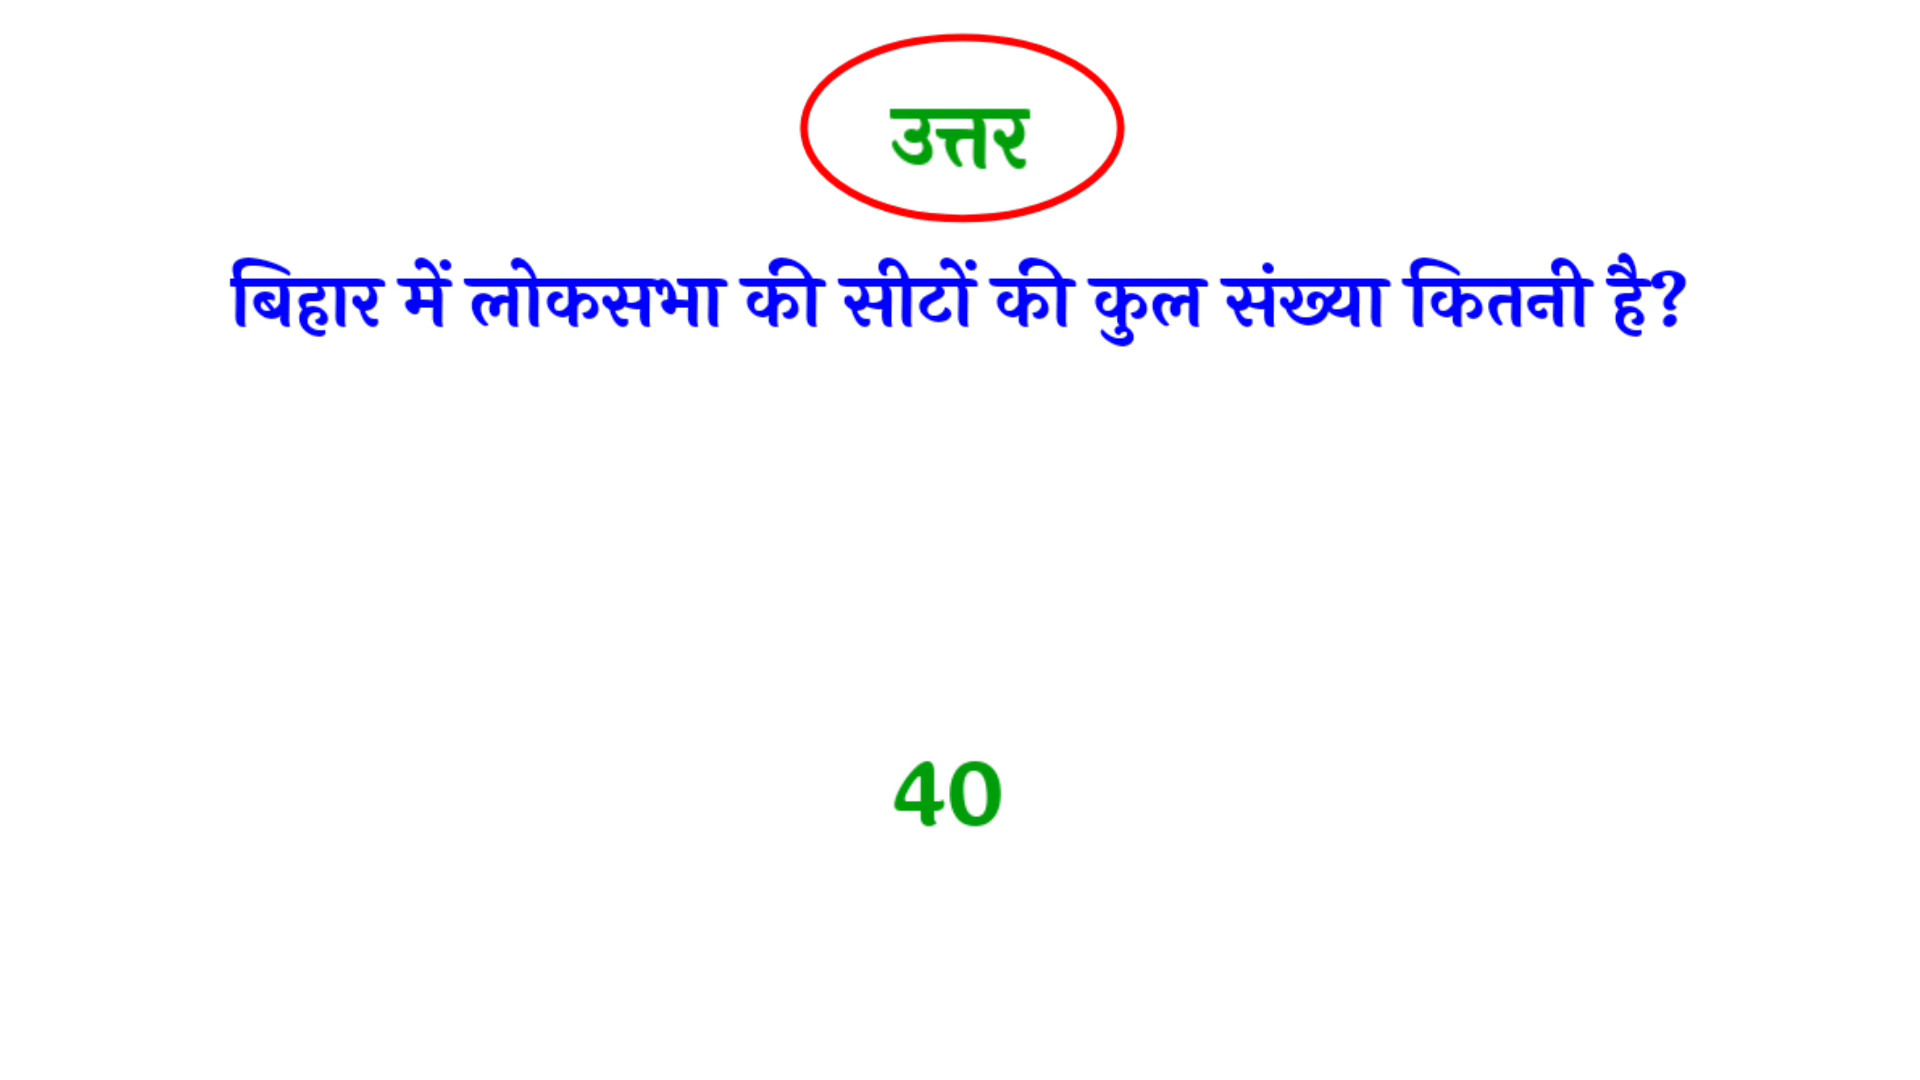 उत्तर
बिहार में लोकसभा की सीटों की कुल संख्या कितनी है?
40